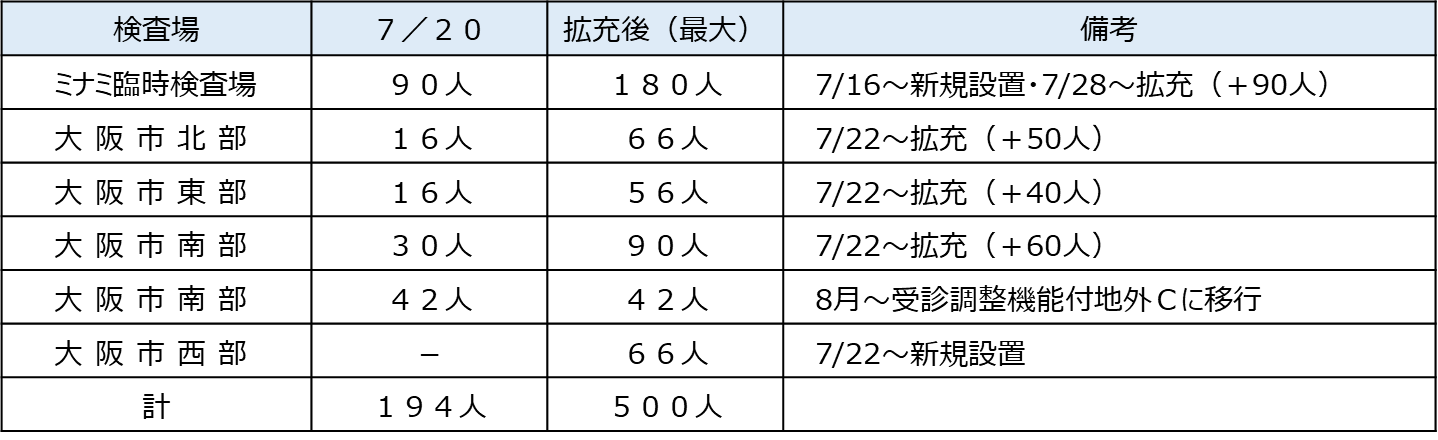 検査場 ７／２０ 拡充後（最大） 備考
ミナミ臨時検査場 ９０人 １８０人 7/16～新規設置・7/28～拡充（＋90人）
大阪市北部 １６人 ６６人 7/22～拡充（＋50人）
大阪市東部 １６人 ５６人 7/22～拡充（＋40人）
大阪市南部 ３０人 ９０人 7/22～拡充（＋60人）
大阪市南部 ４２人 ４２人 8月～受診調整機能付地外Ｃに移行
大阪市西部 － ６６人 7/22～新規設置
計 １９４人 ５００人